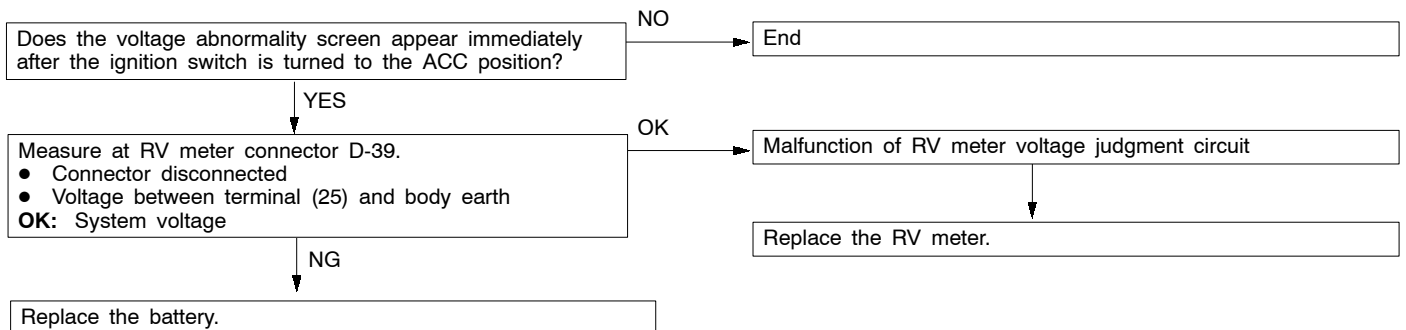 Does the voltage abnormality screen appear immediately
after the ignition switch is turned to the ACC position?
NO
End
YES
Measure at RV meter connector D-39.
● Connector disconnected
● Voltage between terminal (25) and body earth
OK: System voltage
OK
Malfunction of RV meter voltage judgment circuit
Replace the RV meter.
NG
Replace the battery.